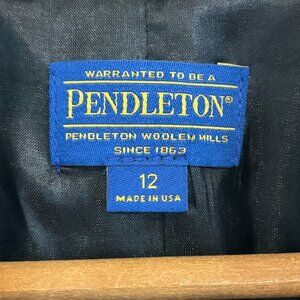 WARRANTED TO BE A
PENDLETON®
PENDLETON WOOLEN MILLS
SINCE 1863
12
MADE IN USA